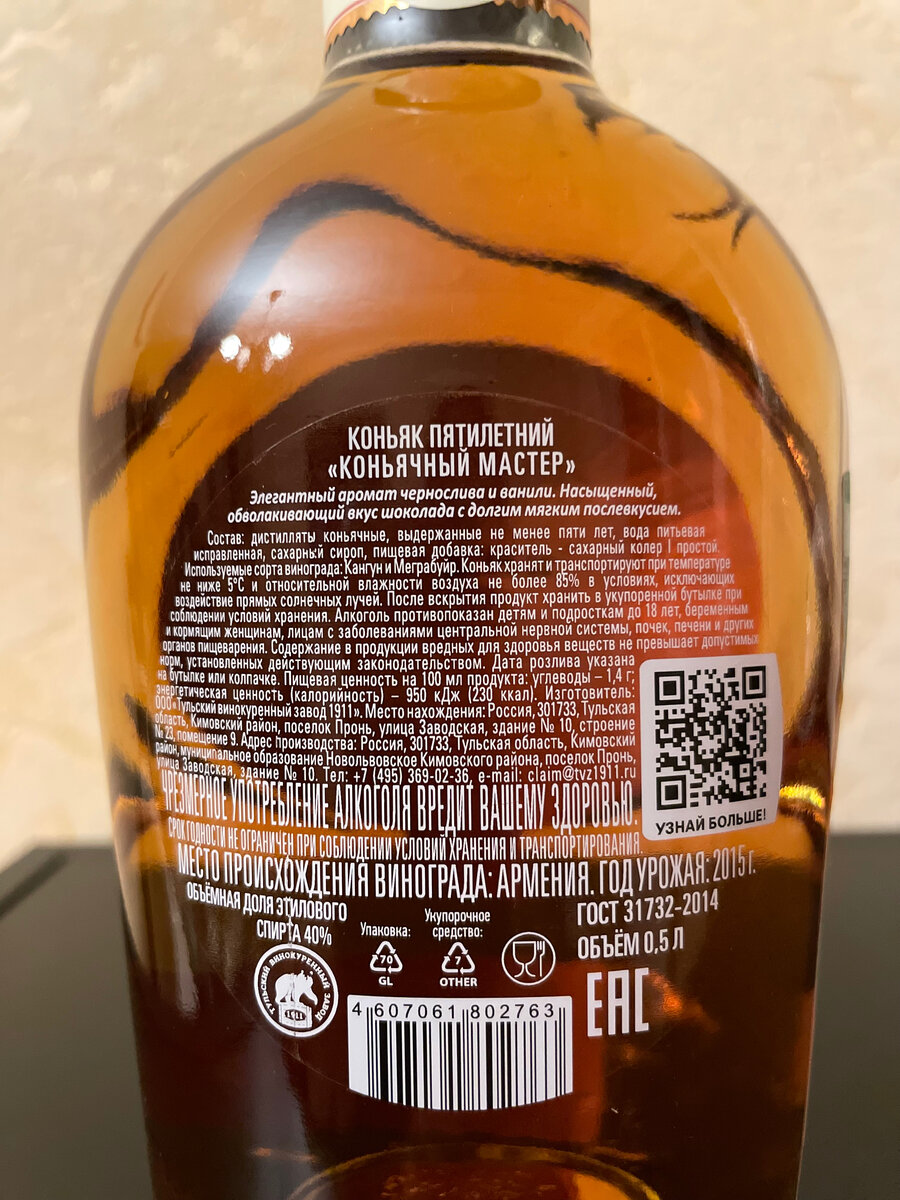 КОНЬЯК ПЯТИЛЕТНИЙ
«КОНЬЯЧНЫЙ МАСТЕР»
Элегантный аромат чернослива и ванили. Насыщенный,
обволакивающий вкус шоколада с долгим мягким послевкусием.
Состав: дистилляты коньячные, выдержанные не менее пяти лет, вода питьевая
исправленная, сахарный сироп, пищевая добавка: краситель - сахарный колер I простой.
Используемые сорта винограда: Кангун и Меграбуйр. Коньяк хранят и транспортируют при температуре
не ниже 5°С и относительной влажности воздуха не более 85% в условиях, исключающих
воздействие прямых солнечных лучей. После вскрытия продукт хранить в укупоренной бутылке при
соблюдении условий хранения. Алкоголь противопоказан детям и подросткам до 18 лет, беременным
и кормящим женщинам, лицам с заболеваниями центральной нервной системы, почек, печени и других
органов пищеварения. Содержание в продукции вредных для здоровья веществ не превышает допустимых
норм, установленных действующим законодательством. Дата розлива указана
на бутылке или колпачке. Пищевая ценность на 100 мл продукта: углеводы – 1,4 г;
энергетическая ценность (калорийность) – 950 кДж (230 ккал). Изготовитель:
ООО «Тульский винокуренный завод 1911». Место нахождения: Россия, 301733, Тульская
область, Кимовский район, поселок Пронь, улица Заводская, здание № 10, строение
№ 23, помещение 9. Адрес производства: Россия, 301733, Тульская область, Кимовский
район, муниципальное образование Новольвовское Кимовского района, поселок Пронь,
улица Заводская, здание № 10. Тел: +7 (495) 369-02-36, e-mail: claim@tvz1911.ru
УЗНАЙ БОЛЬШЕ!
ЧРЕЗМЕРНОЕ УПОТРЕБЛЕНИЕ АЛКОГОЛЯ ВРЕДИТ ВАШЕМУ ЗДОРОВЬЮ.
СРОК ГОДНОСТИ НЕ ОГРАНИЧЕН ПРИ СОБЛЮДЕНИИ УСЛОВИЙ ХРАНЕНИЯ И ТРАНСПОРТИРОВАНИЯ.
МЕСТО ПРОИСХОЖДЕНИЯ ВИНОГРАДА: АРМЕНИЯ. ГОД УРОЖАЯ: 2015 г.
ОБЪЁМНАЯ ДОЛЯ ЭТИЛОВОГО
СПИРТА 40%
Упаковка:
70
GL
Укупорочное
средство:
7
OTHER
ГОСТ 31732-2014
ОБЪЁМ 0,5 Л
ТУЛЬСКИЙ ВИНОКУРЕННЫЙ ЗАВОД
1911
EAC
4 607061 802763